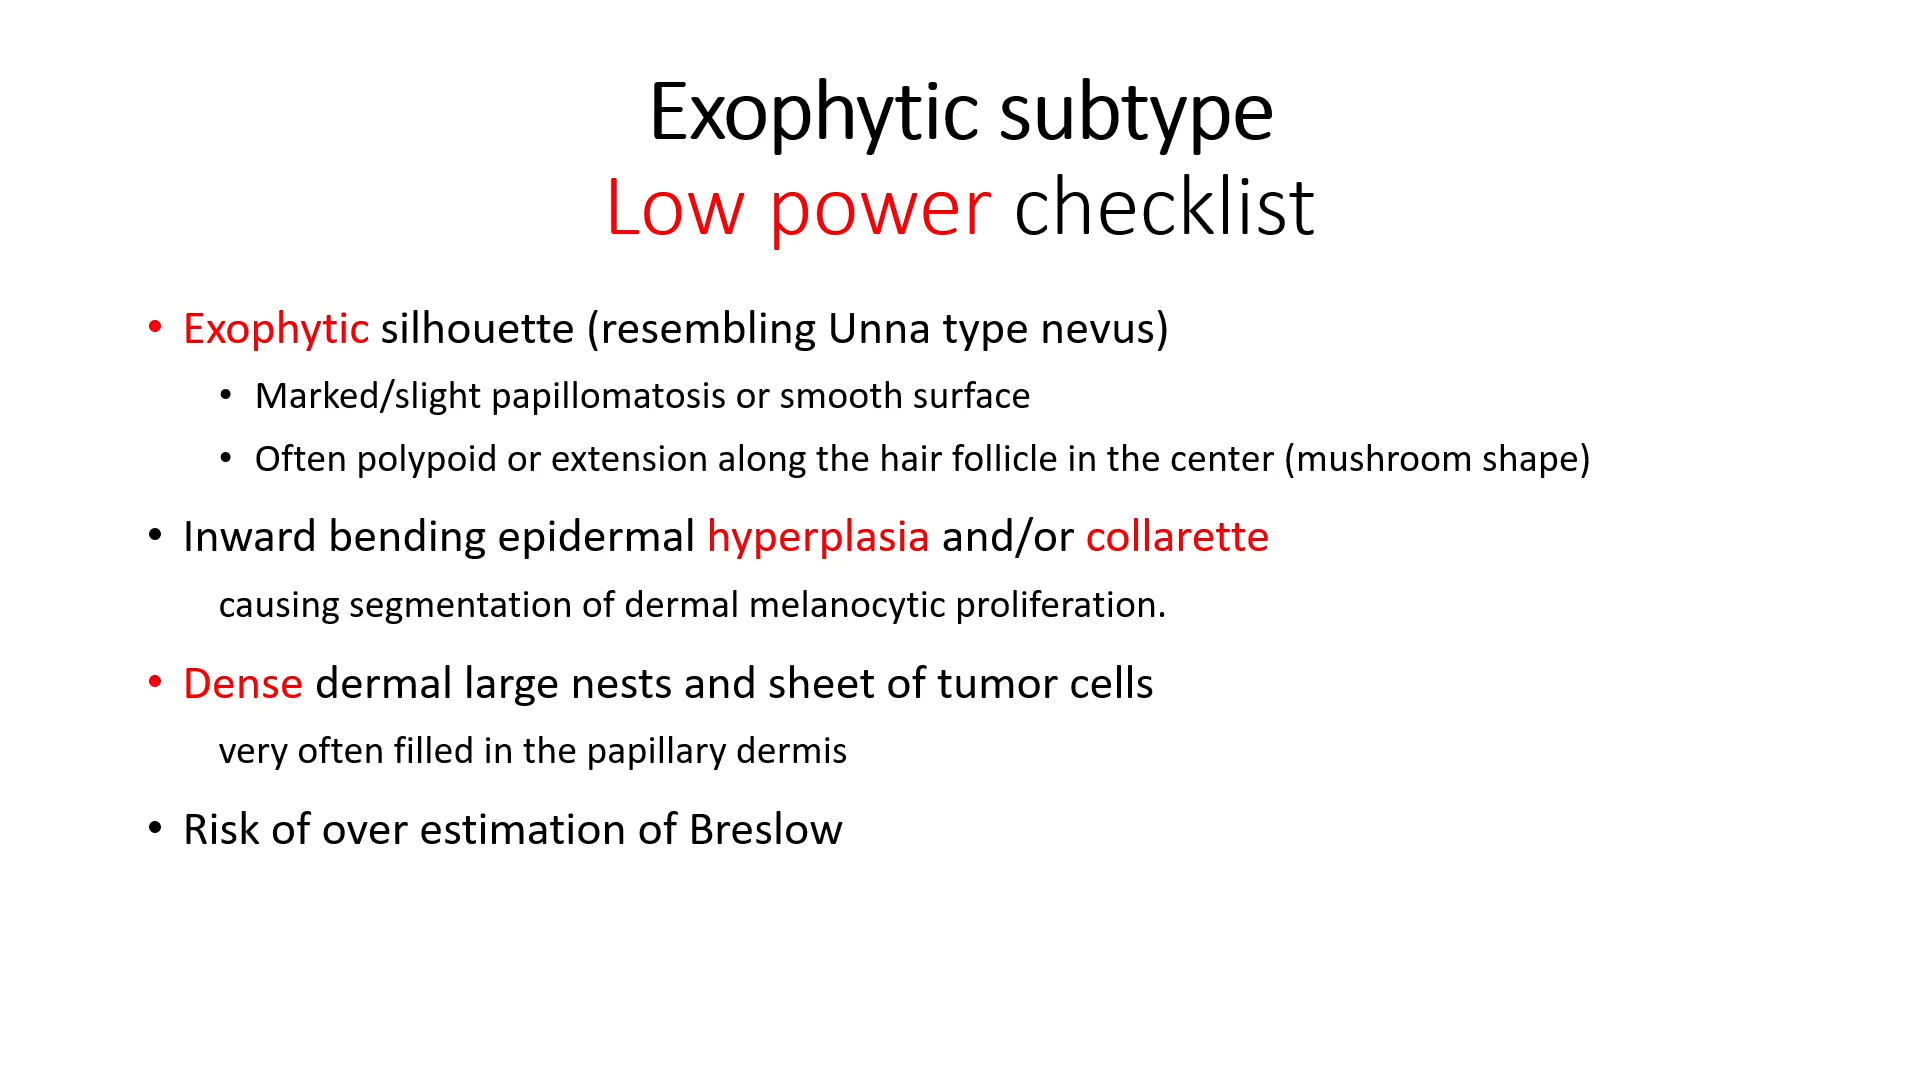 Exophytic subtype
Low power checklist
• Exophytic silhouette (resembling Unna type nevus)
• Marked/slight papillomatosis or smooth surface
• Often polypoid or extension along the hair follicle in the center (mushroom shape)
• Inward bending epidermal hyperplasia and/or collarette
causing segmentation of dermal melanocytic proliferation.
• Dense dermal large nests and sheet of tumor cells
very often filled in the papillary dermis
• Risk of over estimation of Breslow